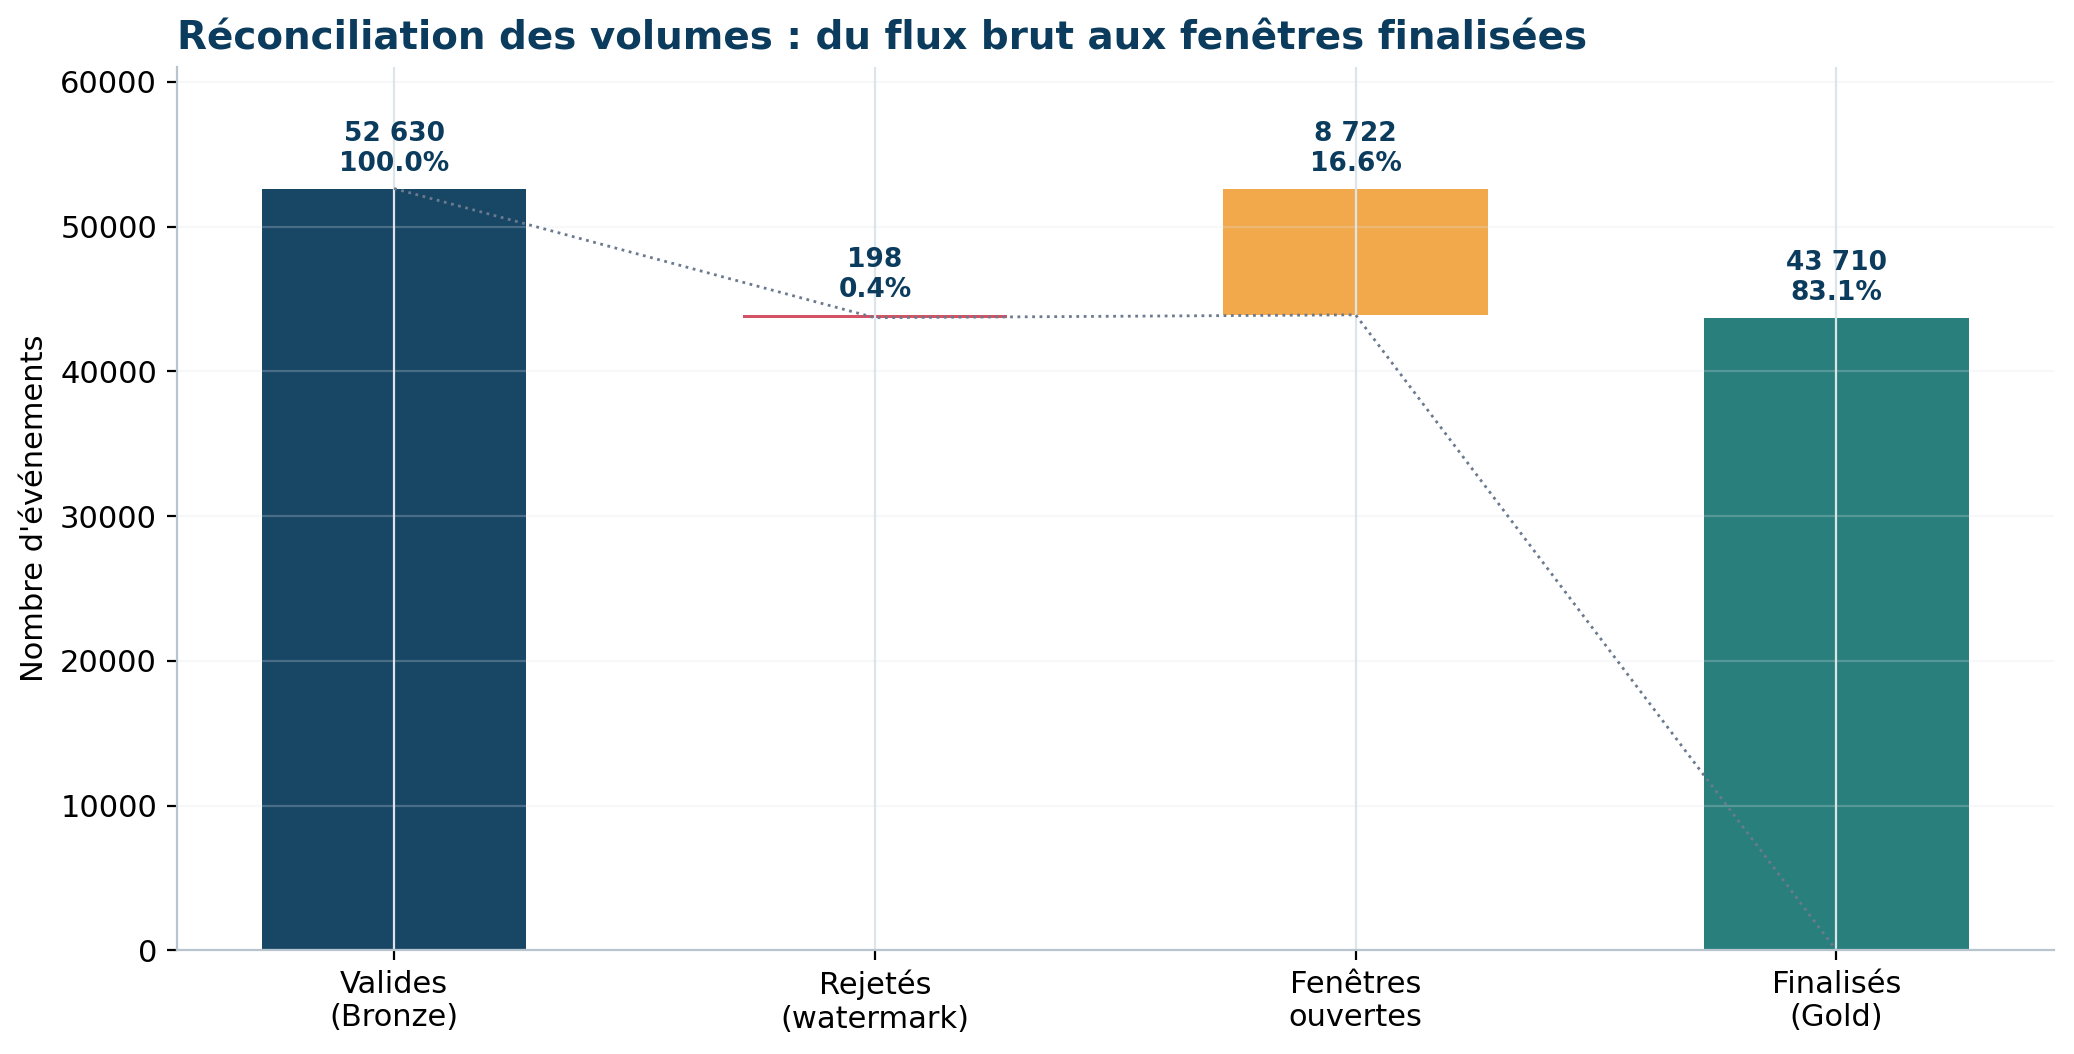 Réconciliation des volumes : du flux brut aux fenêtres finalisées
Nombre d'événements
60000
50000
40000
30000
20000
10000
0
52 630
100.0%
198
0.4%
8 722
16.6%
43 710
83.1%
Valides
(Bronze)
Rejetés
(watermark)
Fenêtres
ouvertes
Finalisés
(Gold)